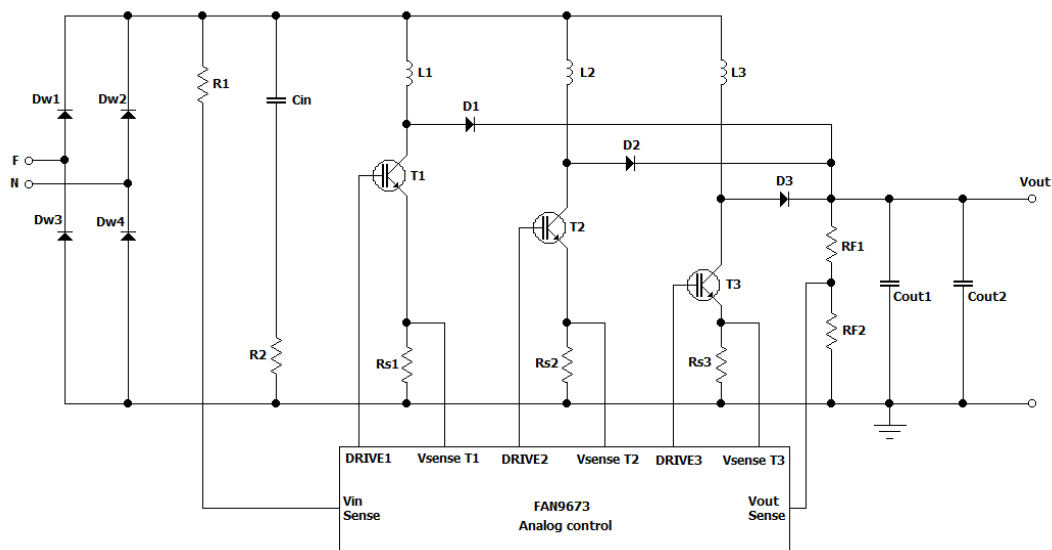 L1
L2
L3
R1
Dw1
Dw2
Cin
D1
D2
F
T1
D3
N
Vout
Dw3
Dw4
T2
RF1
T3
Cout1
Cout2
RF2
R2
Rs1
Rs2
Rs3
DRIVE1
Vsense T1
DRIVE2
Vsense T2
DRIVE3
Vsense T3
Vin
Sense
FAN9673
Analog control
Vout
Sense